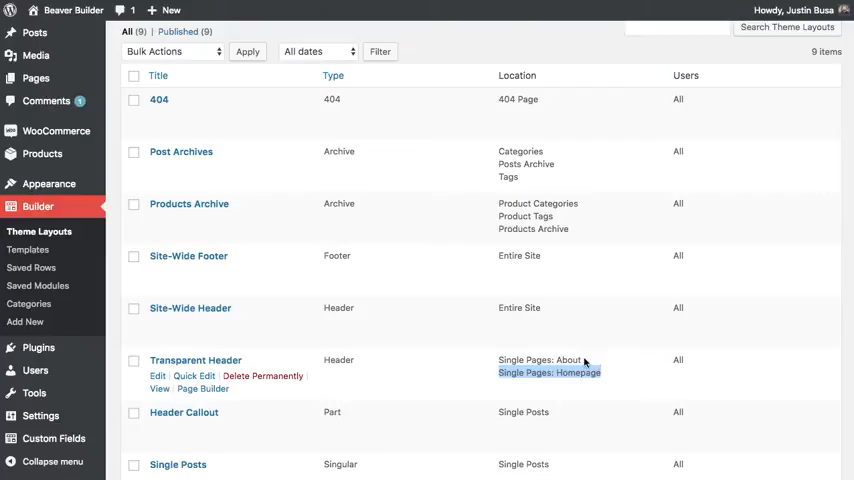 Beaver Builder 1 New Howdy, Justin Busa
Posts
Media
Pages
Comments 1
WooCommerce
Products
Appearance
Builder
Theme Layouts
Templates
Saved Rows
Saved Modules
Categories
Add New
Plugins
Users
Tools
Settings
Custom Fields
Collapse menu
All (9) | Published (9)
Search Theme Layouts
Bulk Actions Apply All dates Filter 9 items
Title Type Location Users
404 404 404 Page All
Post Archives Archive Categories All
Posts Archive
Tags
Products Archive Archive Product Categories All
Product Tags
Products Archive
Site-Wide Footer Footer Entire Site All
Site-Wide Header Header Entire Site All
Transparent Header Header Single Pages: About All
Single Pages: Homepage
Edit | Quick Edit | Delete Permanently |
View | Page Builder
Header Callout Part Single Posts All
Single Posts Singular Single Posts All